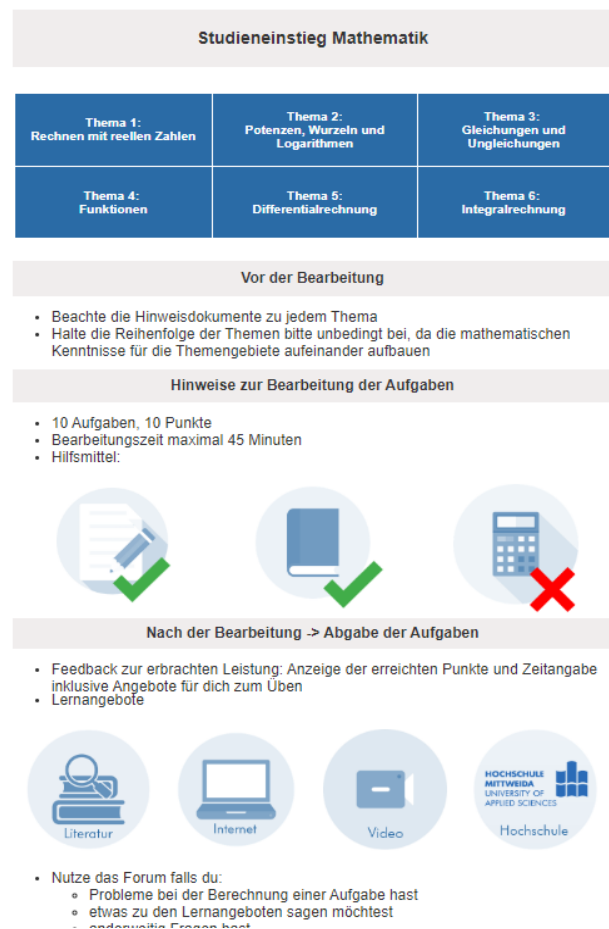 Studieneinstieg Mathematik
Thema 1:
Rechnen mit reellen Zahlen
Thema 2:
Potenzen, Wurzeln und
Logarithmen
Thema 3:
Gleichungen und
Ungleichungen
Thema 4:
Funktionen
Thema 5:
Differentialrechnung
Thema 6:
Integralrechnung
Vor der Bearbeitung
Beachte die Hinweisdokumente zu jedem Thema
Halte die Reihenfolge der Themen bitte unbedingt bei, da die mathematischen
Kenntnisse für die Themengebiete aufeinander aufbauen
Hinweise zur Bearbeitung der Aufgaben
10 Aufgaben, 10 Punkte
Bearbeitungszeit maximal 45 Minuten
Hilfsmittel:
Nach der Bearbeitung -> Abgabe der Aufgaben
Feedback zur erbrachten Leistung: Anzeige der erreichten Punkte und Zeitangabe
inklusive Angebote für dich zum Üben
Lernangebote
Literatur
Internet
Video
HOCHSCHULE
MITTWEIDA
UNIVERSITY OF
APPLIED SCIENCES
Hochschule
Nutze das Forum falls du:
Probleme bei der Berechnung einer Aufgabe hast
etwas zu den Lernangeboten sagen möchtest
anderweitig Fragen hast